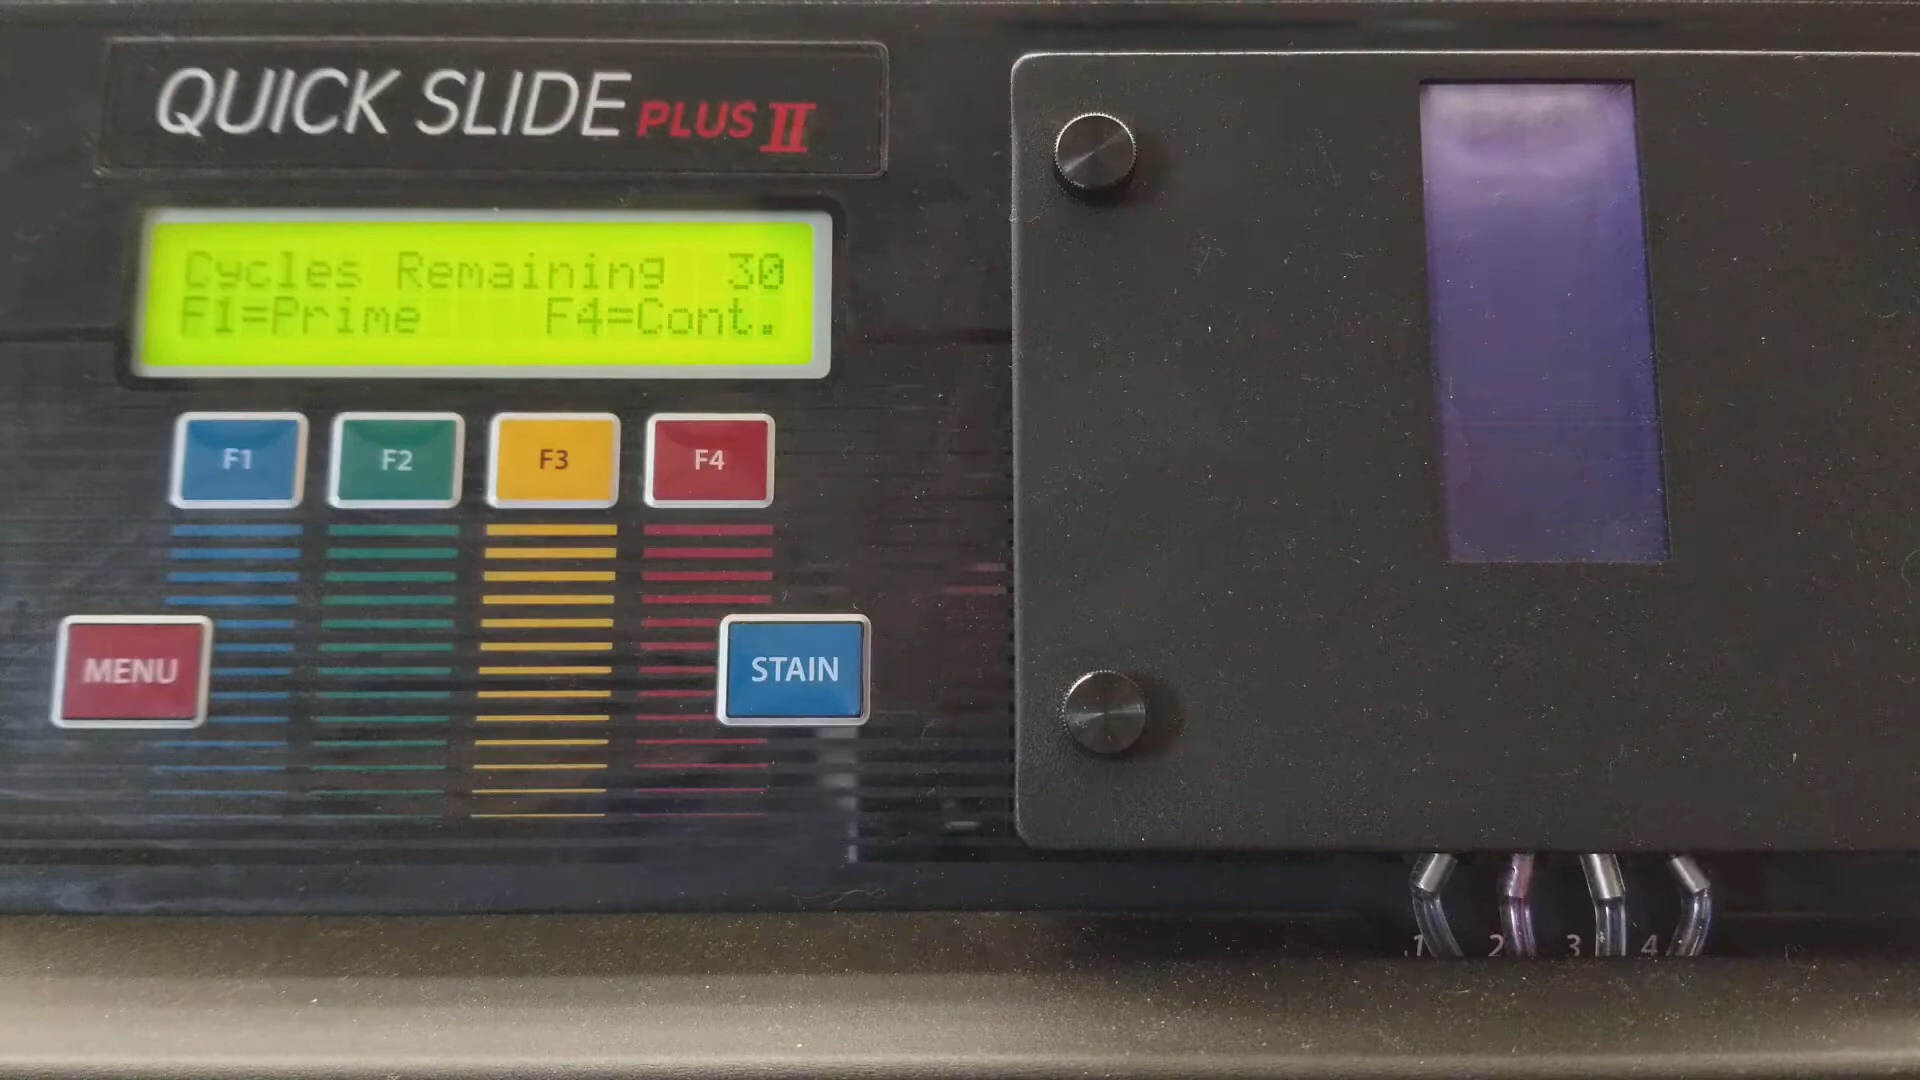 QUICK SLIDE PLUS II
Cycles Remaining 30
F1=Prime F4=Cont.
F1 F2 F3 F4
MENU STAIN
1 2 3 4